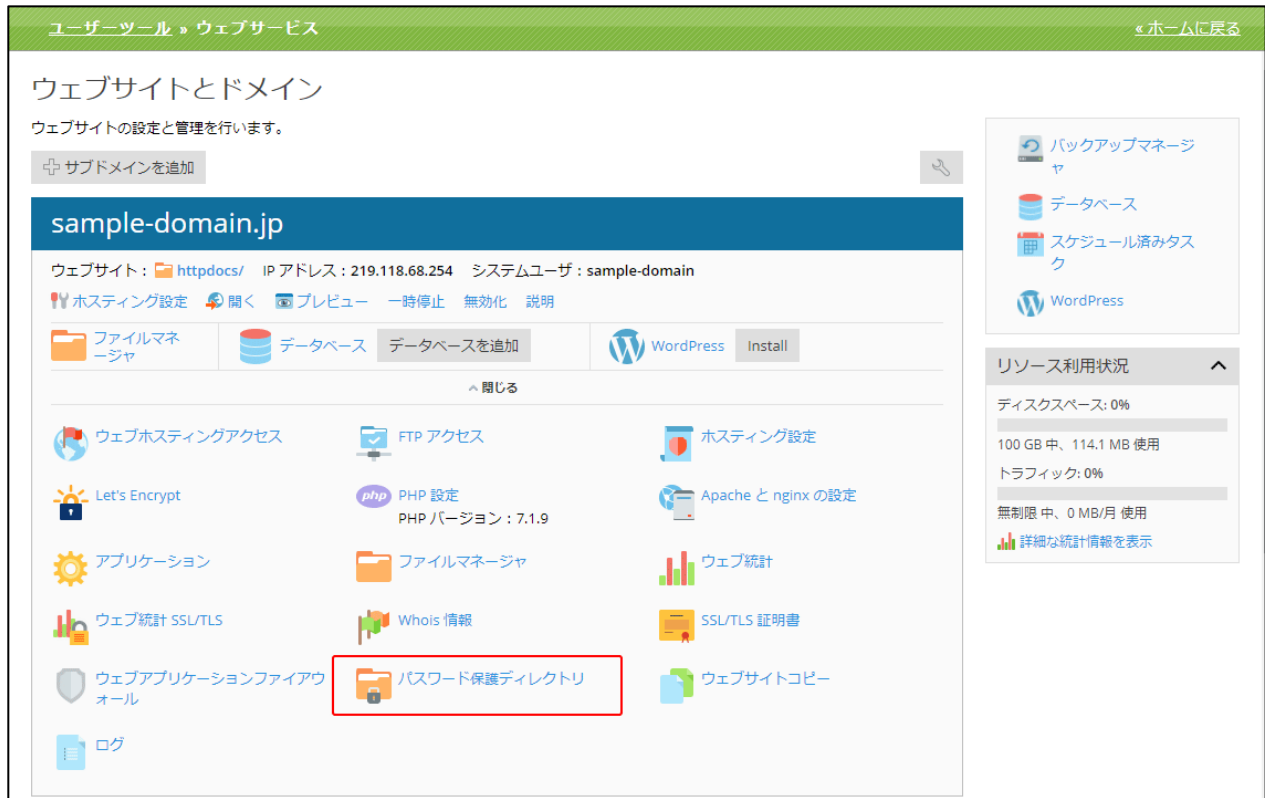 ユーザーツール » ウェブサービス
«ホームに戻る
ウェブサイトとドメイン
ウェブサイトの設定と管理を行います。
サブドメインを追加
sample-domain.jp
ウェブサイト： httpdocs/ IP アドレス：219.118.68.254 システムユーザ：sample-domain
ホスティング設定 開く プレビュー 一時停止 無効化 説明
ファイルマネ
ージャ
データベース データベースを追加
WordPress Install
閉じる
ウェブホスティングアクセス
FTP アクセス
ホスティング設定
Let's Encrypt
php PHP 設定
PHP バージョン：7.1.9
Apache と nginx の設定
アプリケーション
ファイルマネージャ
ウェブ統計
ウェブ統計 SSL/TLS
Whois 情報
SSL/TLS 証明書
ウェブアプリケーションファイアウ
ォール
パスワード保護ディレクトリ
ウェブサイトコピー
ログ
バックアップマネージ
ャ
データベース
スケジュール済みタス
ク
WordPress
リソース利用状況
ディスクスペース: 0%
100 GB 中、114.1 MB 使用
トラフィック: 0%
無制限 中、0 MB/月 使用
詳細な統計情報を表示